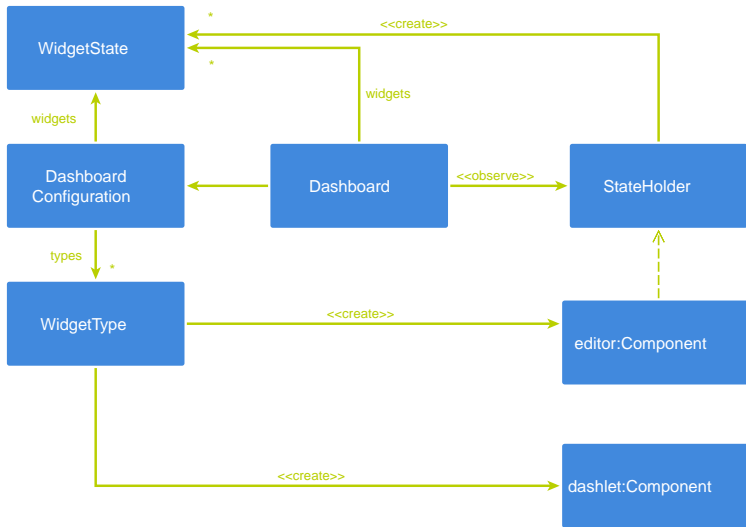 *
<<create>>
WidgetState
*
widgets
widgets
Dashboard
Configuration
Dashboard
<<observe>>
StateHolder
types
*
WidgetType
<<create>>
editor:Component
<<create>>
dashlet:Component